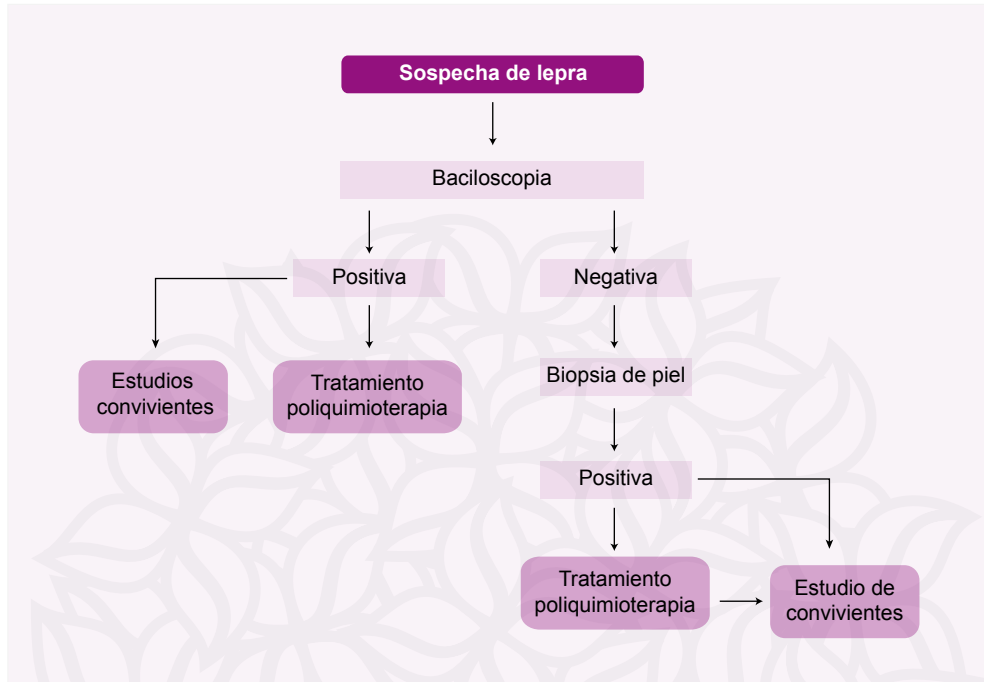 Sospecha de lepra
Baciloscopia
Positiva
Negativa
Estudios
convivientes
Tratamiento
poliquimioterapia
Biopsia de piel
Positiva
Tratamiento
poliquimioterapia
Estudio de
convivientes